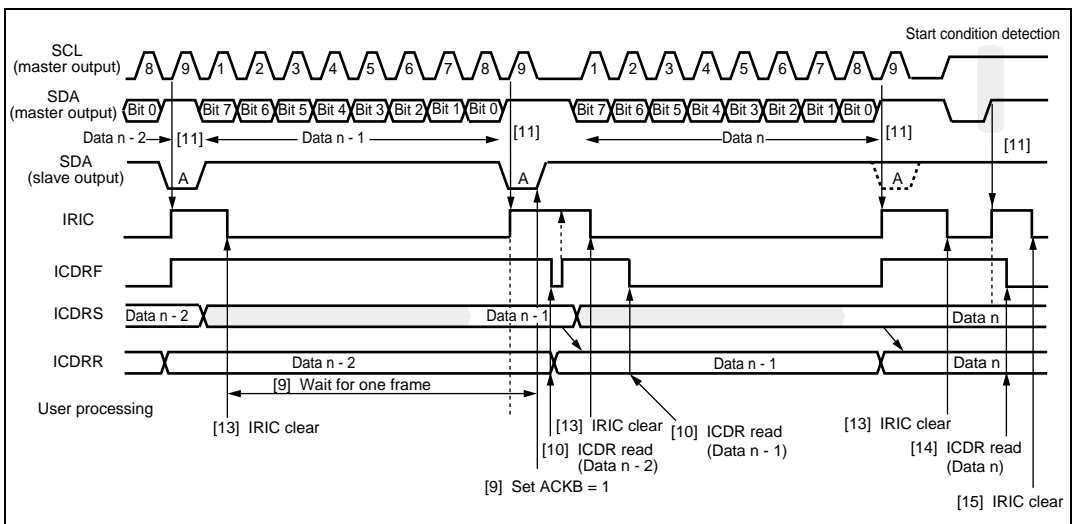 Start condition detection
SCL
(master output)
8 9 1 2 3 4 5 6 7 8 9 1 2 3 4 5 6 7 8 9
SDA
(master output)
Bit 0 Bit 7 Bit 6 Bit 5 Bit 4 Bit 3 Bit 2 Bit 1 Bit 0 Bit 7 Bit 6 Bit 5 Bit 4 Bit 3 Bit 2 Bit 1 Bit 0
Data n - 2 [11] Data n - 1 [11] Data n [11] [11]
SDA
(slave output)
A A A
IRIC
ICDRF
ICDRS Data n - 2 Data n - 1 Data n
ICDRR Data n - 2 Data n - 1 Data n
[9] Wait for one frame
User processing
[13] IRIC clear [13] IRIC clear [10] ICDR read
(Data n - 1) [13] IRIC clear
[10] ICDR read
(Data n - 2)
[14] ICDR read
(Data n)
[9] Set ACKB = 1
[15] IRIC clear